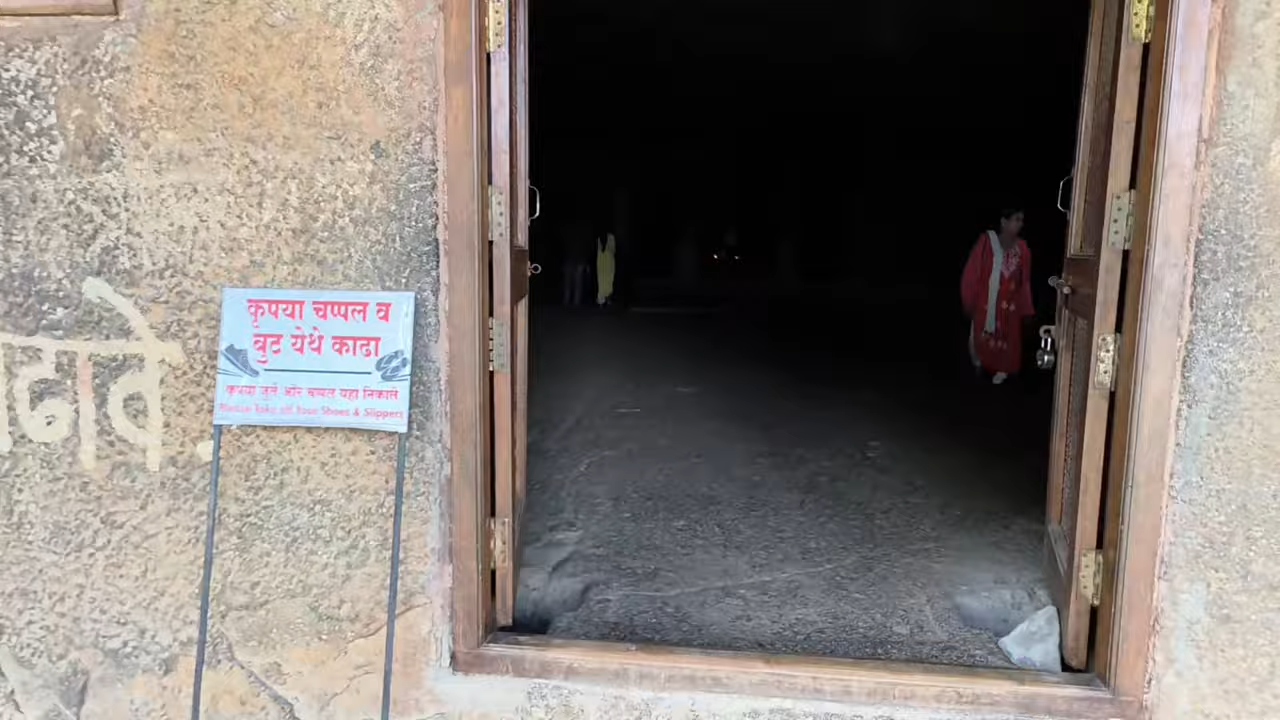 कृपया चप्पल व
बुट येथे काढा
कृपया जुते और चप्पल यहा निकाले
Please take off Your Shoes & Slippers
ढावे.